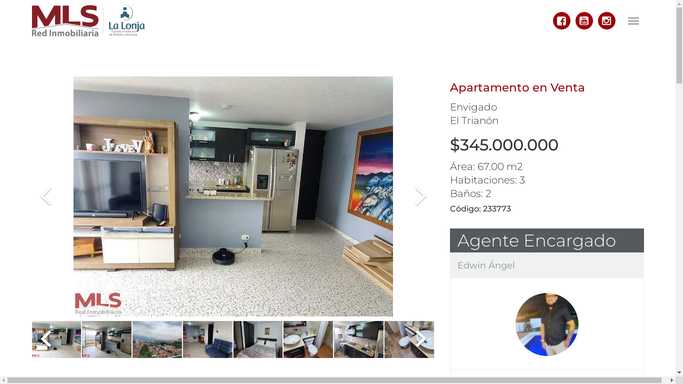 MLS
Red Inmobiliaria
La Lonja
Apartamento en Venta
Envigado
El Trianón
$345.000.000
Área: 67.00 m2
Habitaciones: 3
Baños: 2
Código: 233773
Agente Encargado
Edwin Ángel
MLS
Red Inmobiliaria